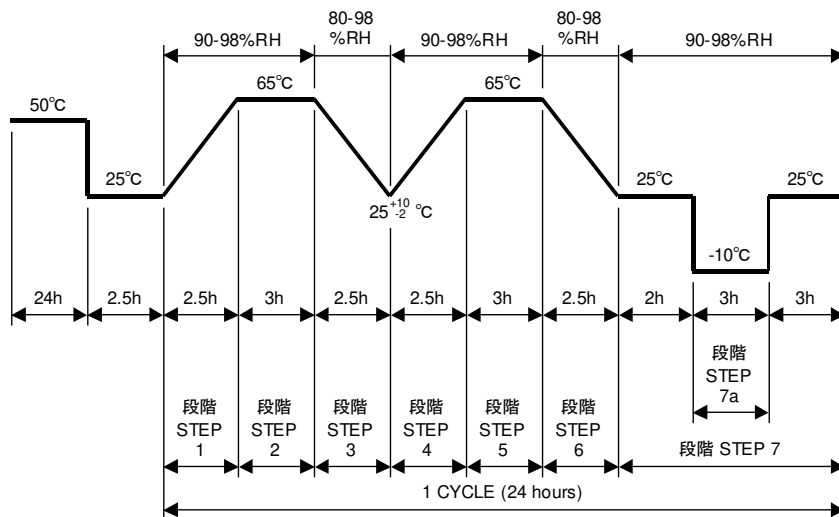 80-98
%RH
80-98
%RH
90-98%RH
90-98%RH
90-98%RH
65°C
65°C
50°C
25°C
25°C
25°C
25 +10 -2 °C
-10°C
24h
2.5h
2.5h
3h
2.5h
2.5h
3h
2.5h
2h
3h
3h
段階
STEP
7a
段階
STEP
1
段階
STEP
2
段階
STEP
3
段階
STEP
4
段階
STEP
5
段階
STEP
6
段階 STEP 7
1 CYCLE (24 hours)